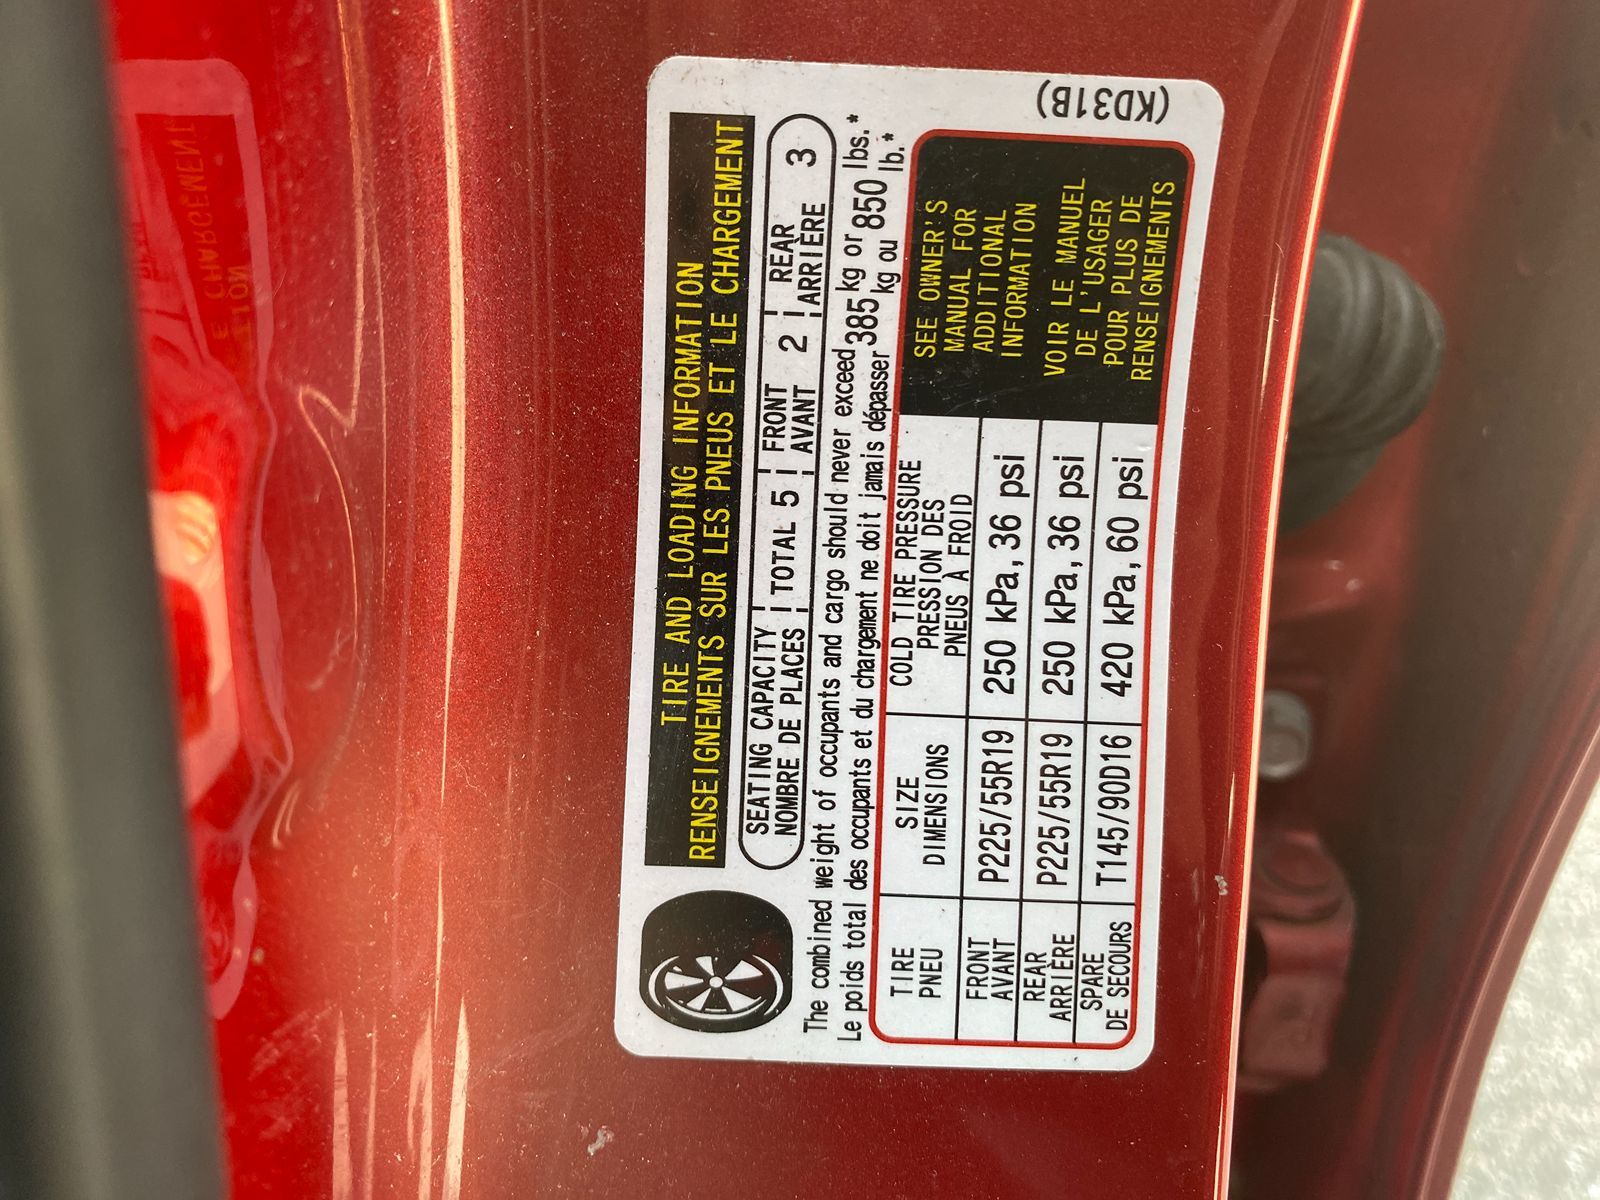 TIRE AND LOADING INFORMATION
RENSEIGNEMENTS SUR LES PNEUS ET LE CHARGEMENT
SEATING CAPACITY TOTAL 5 FRONT 2 REAR 3
NOMBRE DE PLACES AVANT ARRIÈRE
The combined weight of occupants and cargo should never exceed 385 kg or 850 lbs.*
Le poids total des occupants et du chargement ne doit jamais dépasser kg ou lb.*
TIRE SIZE COLD TIRE PRESSURE
PNEU DIMENSIONS PRESSION DES
PNEUS À FROID
FRONT P225/55R19 250 kPa, 36 psi
AVANT
REAR P225/55R19 250 kPa, 36 psi
ARRIERE
SPARE T145/90D16 420 kPa, 60 psi
DE SECOURS
SEE OWNER'S
MANUAL FOR
ADDITIONAL
INFORMATION
VOIR LE MANUEL
DE L'USAGER
POUR PLUS DE
RENSEIGNEMENTS
(KD31B)
CHARGEMENT